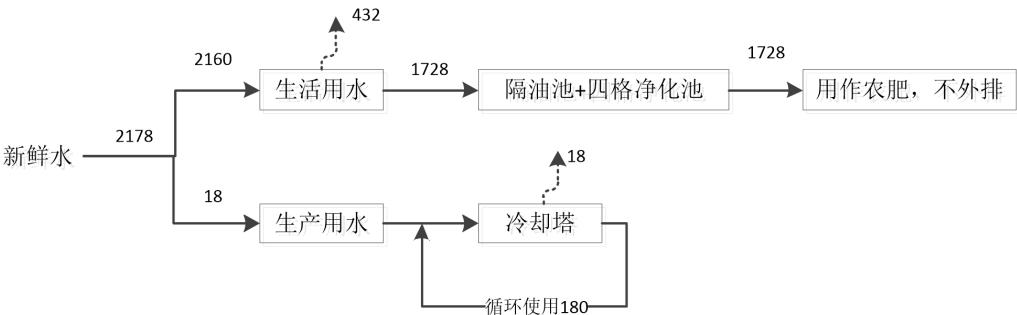 432
2160
生活用水
1728
隔油池+四格净化池
1728
用作农肥，不外排
新鲜水
2178
18
生产用水
18
冷却塔
循环使用180